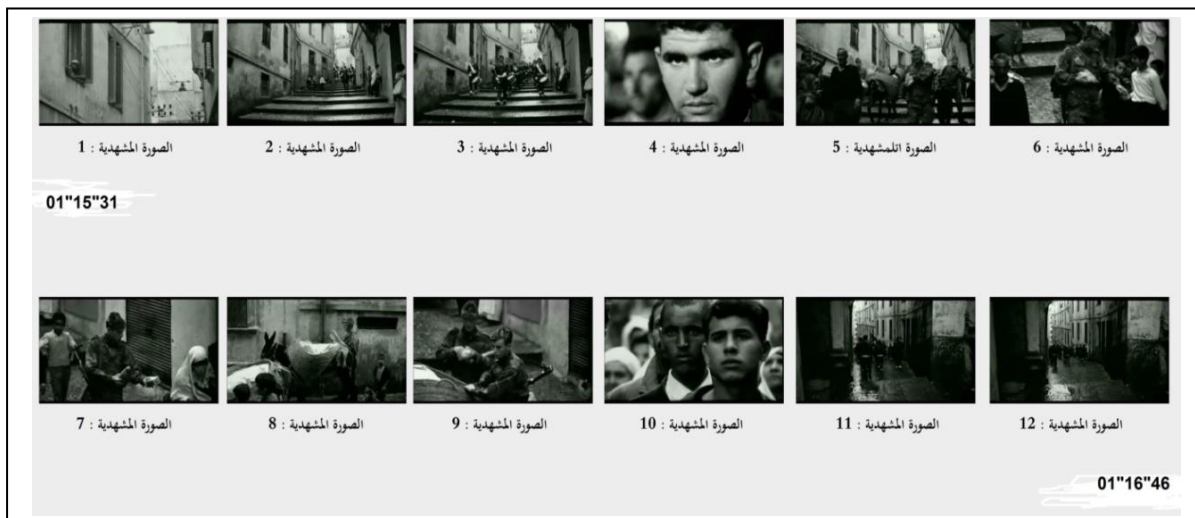 الصورة المشهدية : 1
الصورة المشهدية : 2
الصورة المشهدية : 3
الصورة المشهدية : 4
الصورة اتلمشهدية : 5
الصورة المشهدية : 6
01"15"31
الصورة المشهدية : 7
الصورة المشهدية : 8
الصورة المشهدية : 9
الصورة المشهدية : 10
الصورة المشهدية : 11
الصورة المشهدية : 12
01"16"46